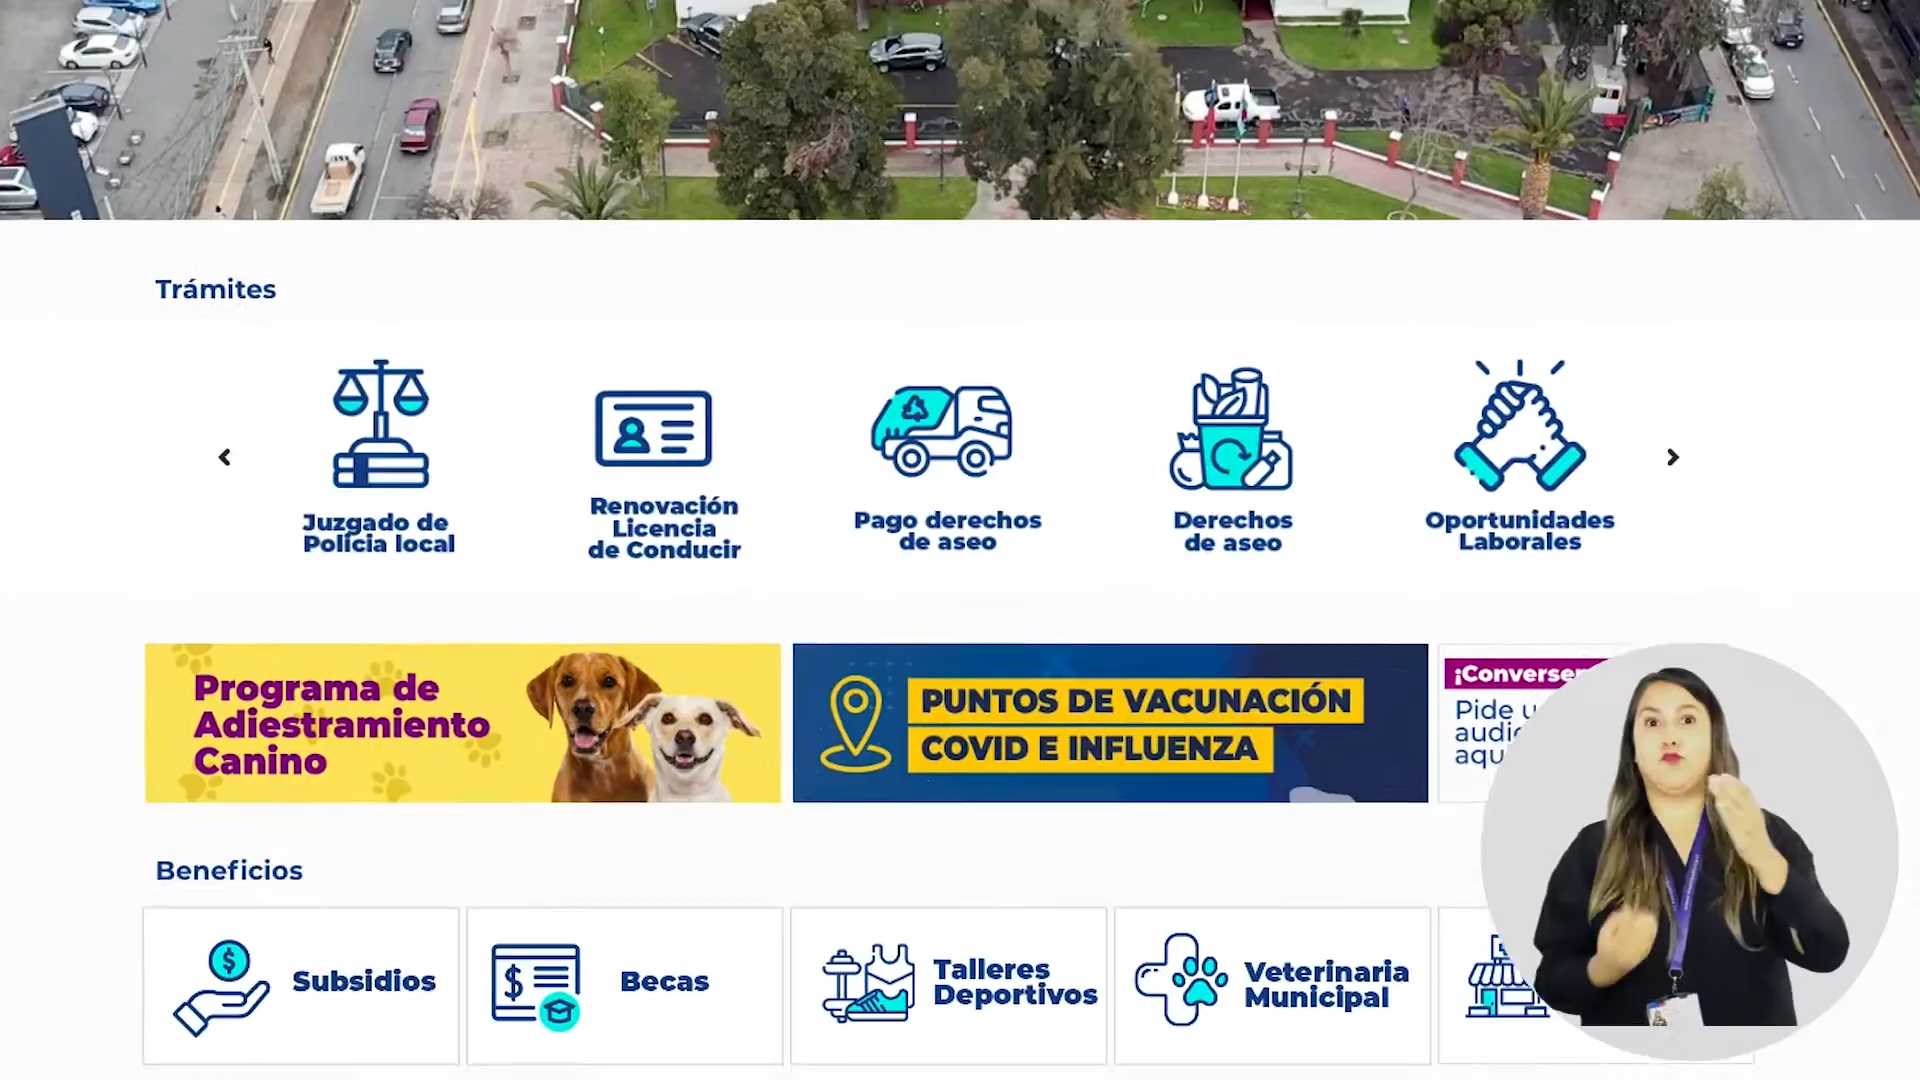 Trámites
Juzgado de
Policía local
Renovación
Licencia
de Conducir
Pago derechos
de aseo
Derechos
de aseo
Oportunidades
Laborales
Programa de
Adiestramiento
Canino
PUNTOS DE VACUNACIÓN
COVID E INFLUENZA
Pide
Beneficios
Subsidios
Becas
Talleres
Deportivos
Veterinaria
Municipal